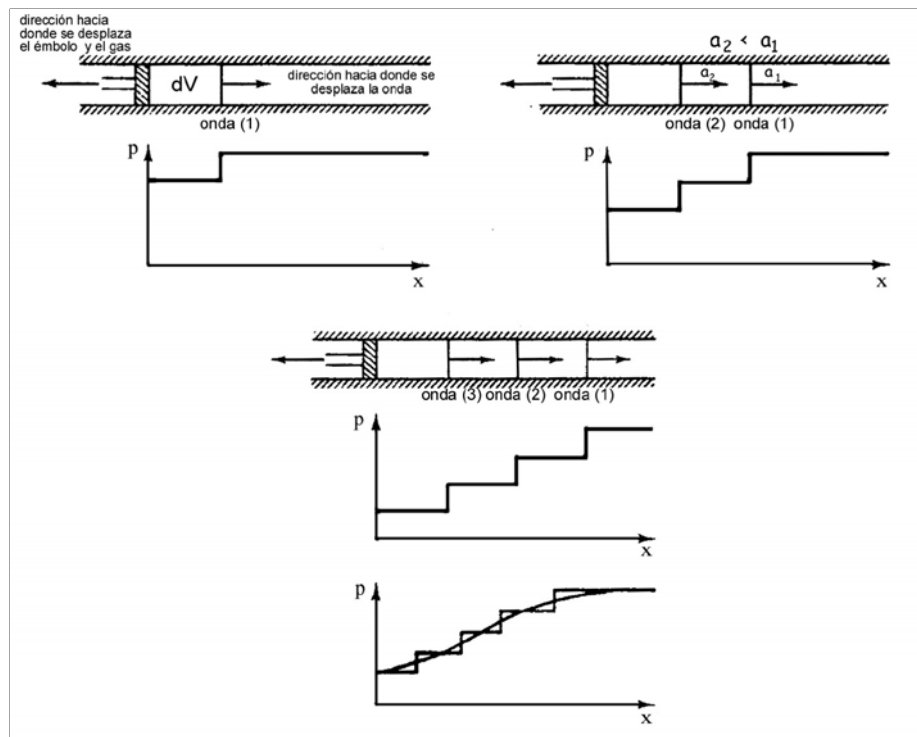 dirección hacia
donde se desplaza
el émbolo y el gas
dV
dirección hacia donde se
desplaza la onda
onda (1)
p
x
a₂ < a₁
a₂
a₁
onda (2) onda (1)
p
x
onda (3) onda (2) onda (1)
p
x
p
x